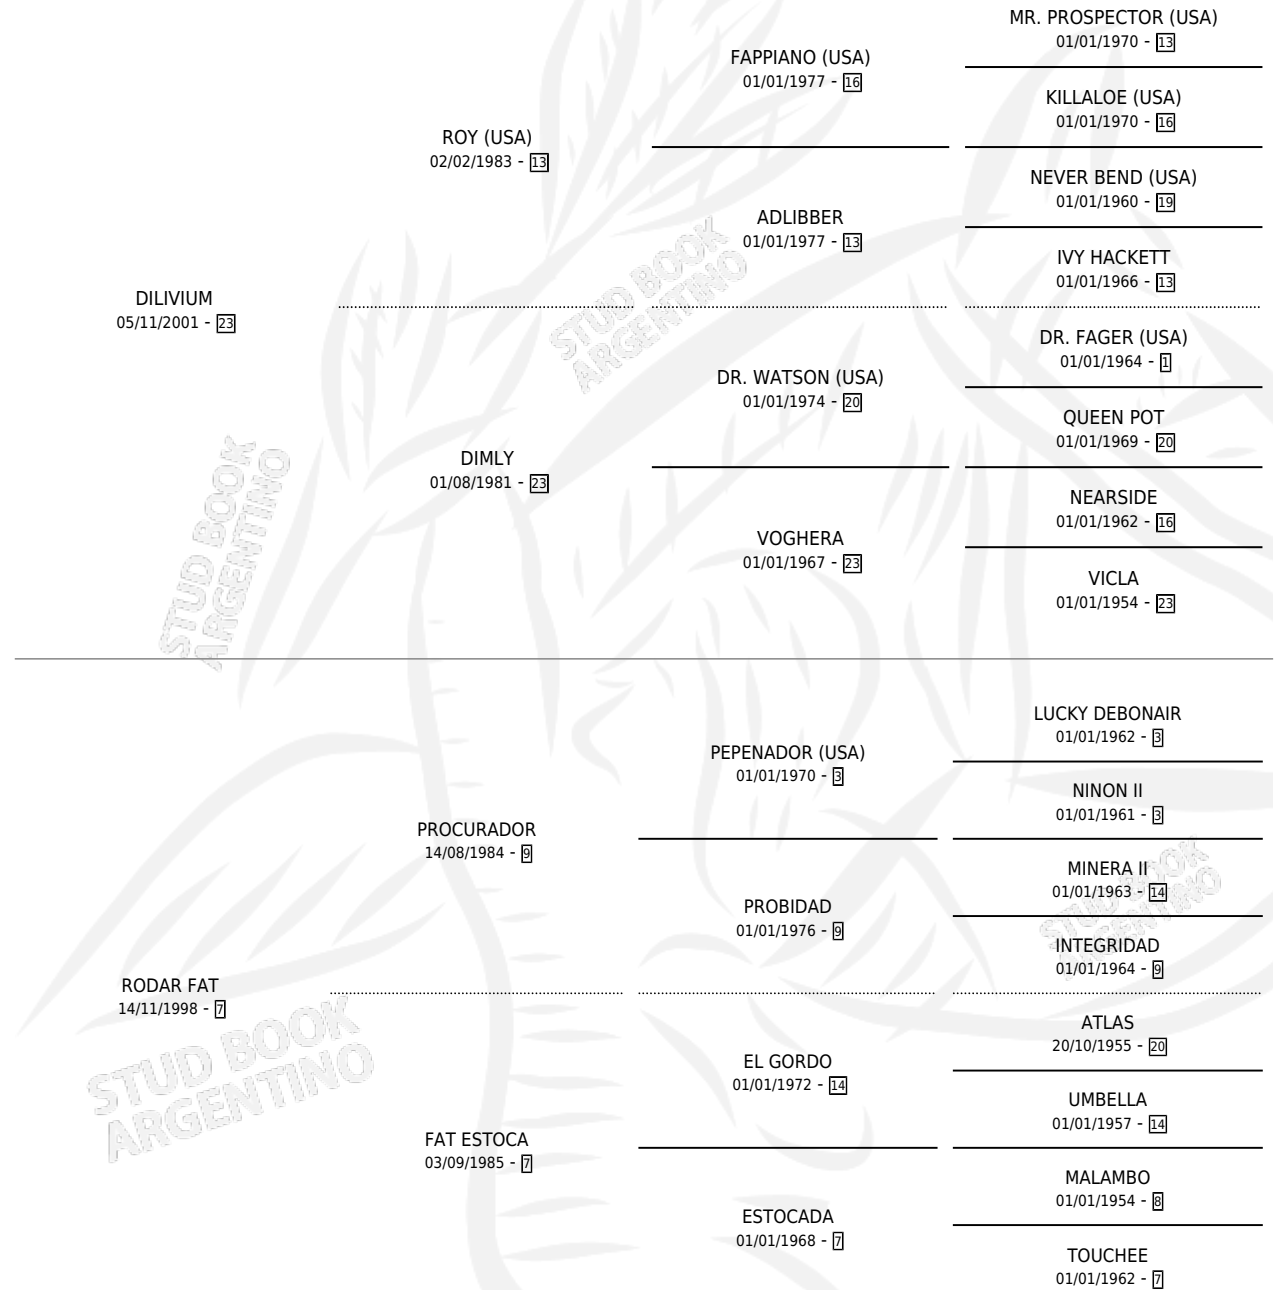 MR. PROSPECTOR (USA)
01/01/1970 - 13
FAPPIANO (USA)
01/01/1977 - 16
KILLALOE (USA)
01/01/1970 - 16
ROY (USA)
02/02/1983 - 13
NEVER BEND (USA)
01/01/1960 - 19
ADLIBBER
01/01/1977 - 13
IVY HACKETT
01/01/1966 - 13
DILIVIUM
05/11/2001 - 23
STUD BOOK
ARGENTINO
DR. FAGER (USA)
01/01/1964 - 1
DR. WATSON (USA)
01/01/1974 - 20
QUEEN POT
01/01/1969 - 20
DIMLY
01/08/1981 - 23
NEARSIDE
01/01/1962 - 16
VOGHERA
01/01/1967 - 23
VICLA
01/01/1954 - 23
STUD BOOK
ARGENTINO
LUCKY DEBONAIR
01/01/1962 - 3
PEPENADOR (USA)
01/01/1970 - 3
NINON II
01/01/1961 - 3
PROCURADOR
14/08/1984 - 9
MINERA II
01/01/1963 - 14
PROBIDAD
01/01/1976 - 9
STUD BOOK
ARGENTINO
INTEGRIDAD
01/01/1964 - 9
RODAR FAT
14/11/1998 - 7
STUD BOOK
ARGENTINO
ATLAS
20/10/1955 - 20
EL GORDO
01/01/1972 - 14
UMBELLA
01/01/1957 - 14
FAT ESTOCA
03/09/1985 - 7
MALAMBO
01/01/1954 - 8
ESTOCADA
01/01/1968 - 7
TOUCHEE
01/01/1962 - 7